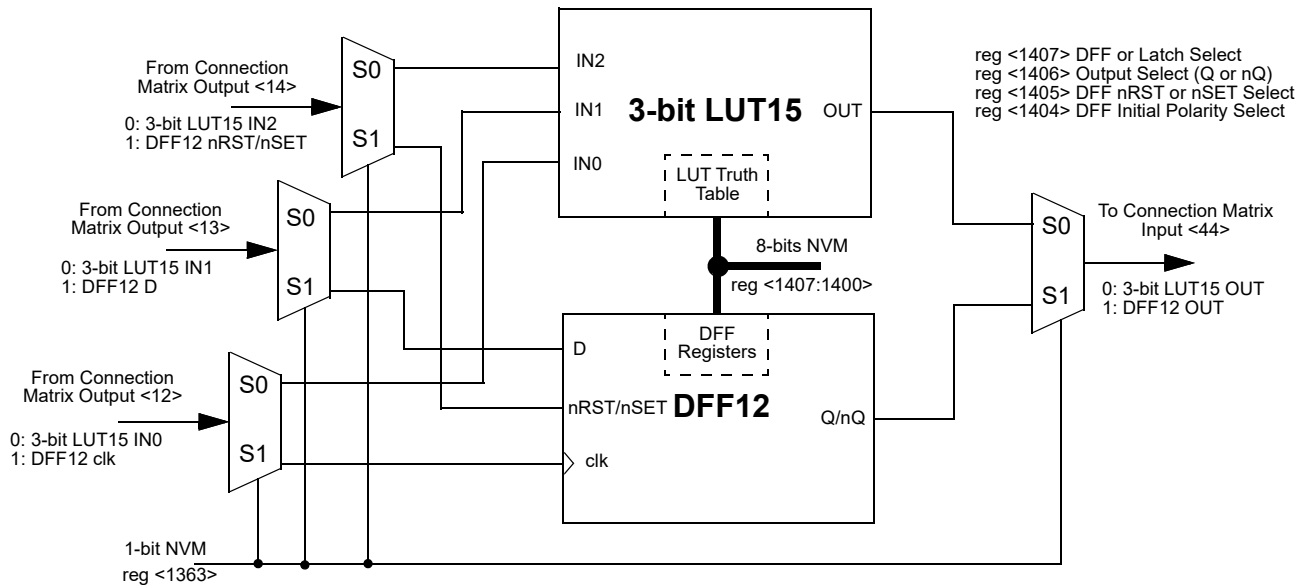 From Connection
Matrix Output <14>
0: 3-bit LUT15 IN2
1: DFF12 nRST/nSET
S0
S1
From Connection
Matrix Output <13>
0: 3-bit LUT15 IN1
1: DFF12 D
S0
S1
From Connection
Matrix Output <12>
0: 3-bit LUT15 IN0
1: DFF12 clk
S0
S1
1-bit NVM
reg <1363>
IN2
IN1
IN0
3-bit LUT15
OUT
LUT Truth
Table
8-bits NVM
reg <1407:1400>
DFF
Registers
D
nRST/nSET
clk
DFF12
Q/nQ
reg <1407> DFF or Latch Select
reg <1406> Output Select (Q or nQ)
reg <1405> DFF nRST or nSET Select
reg <1404> DFF Initial Polarity Select
S0
S1
To Connection Matrix
Input <44>
0: 3-bit LUT15 OUT
1: DFF12 OUT